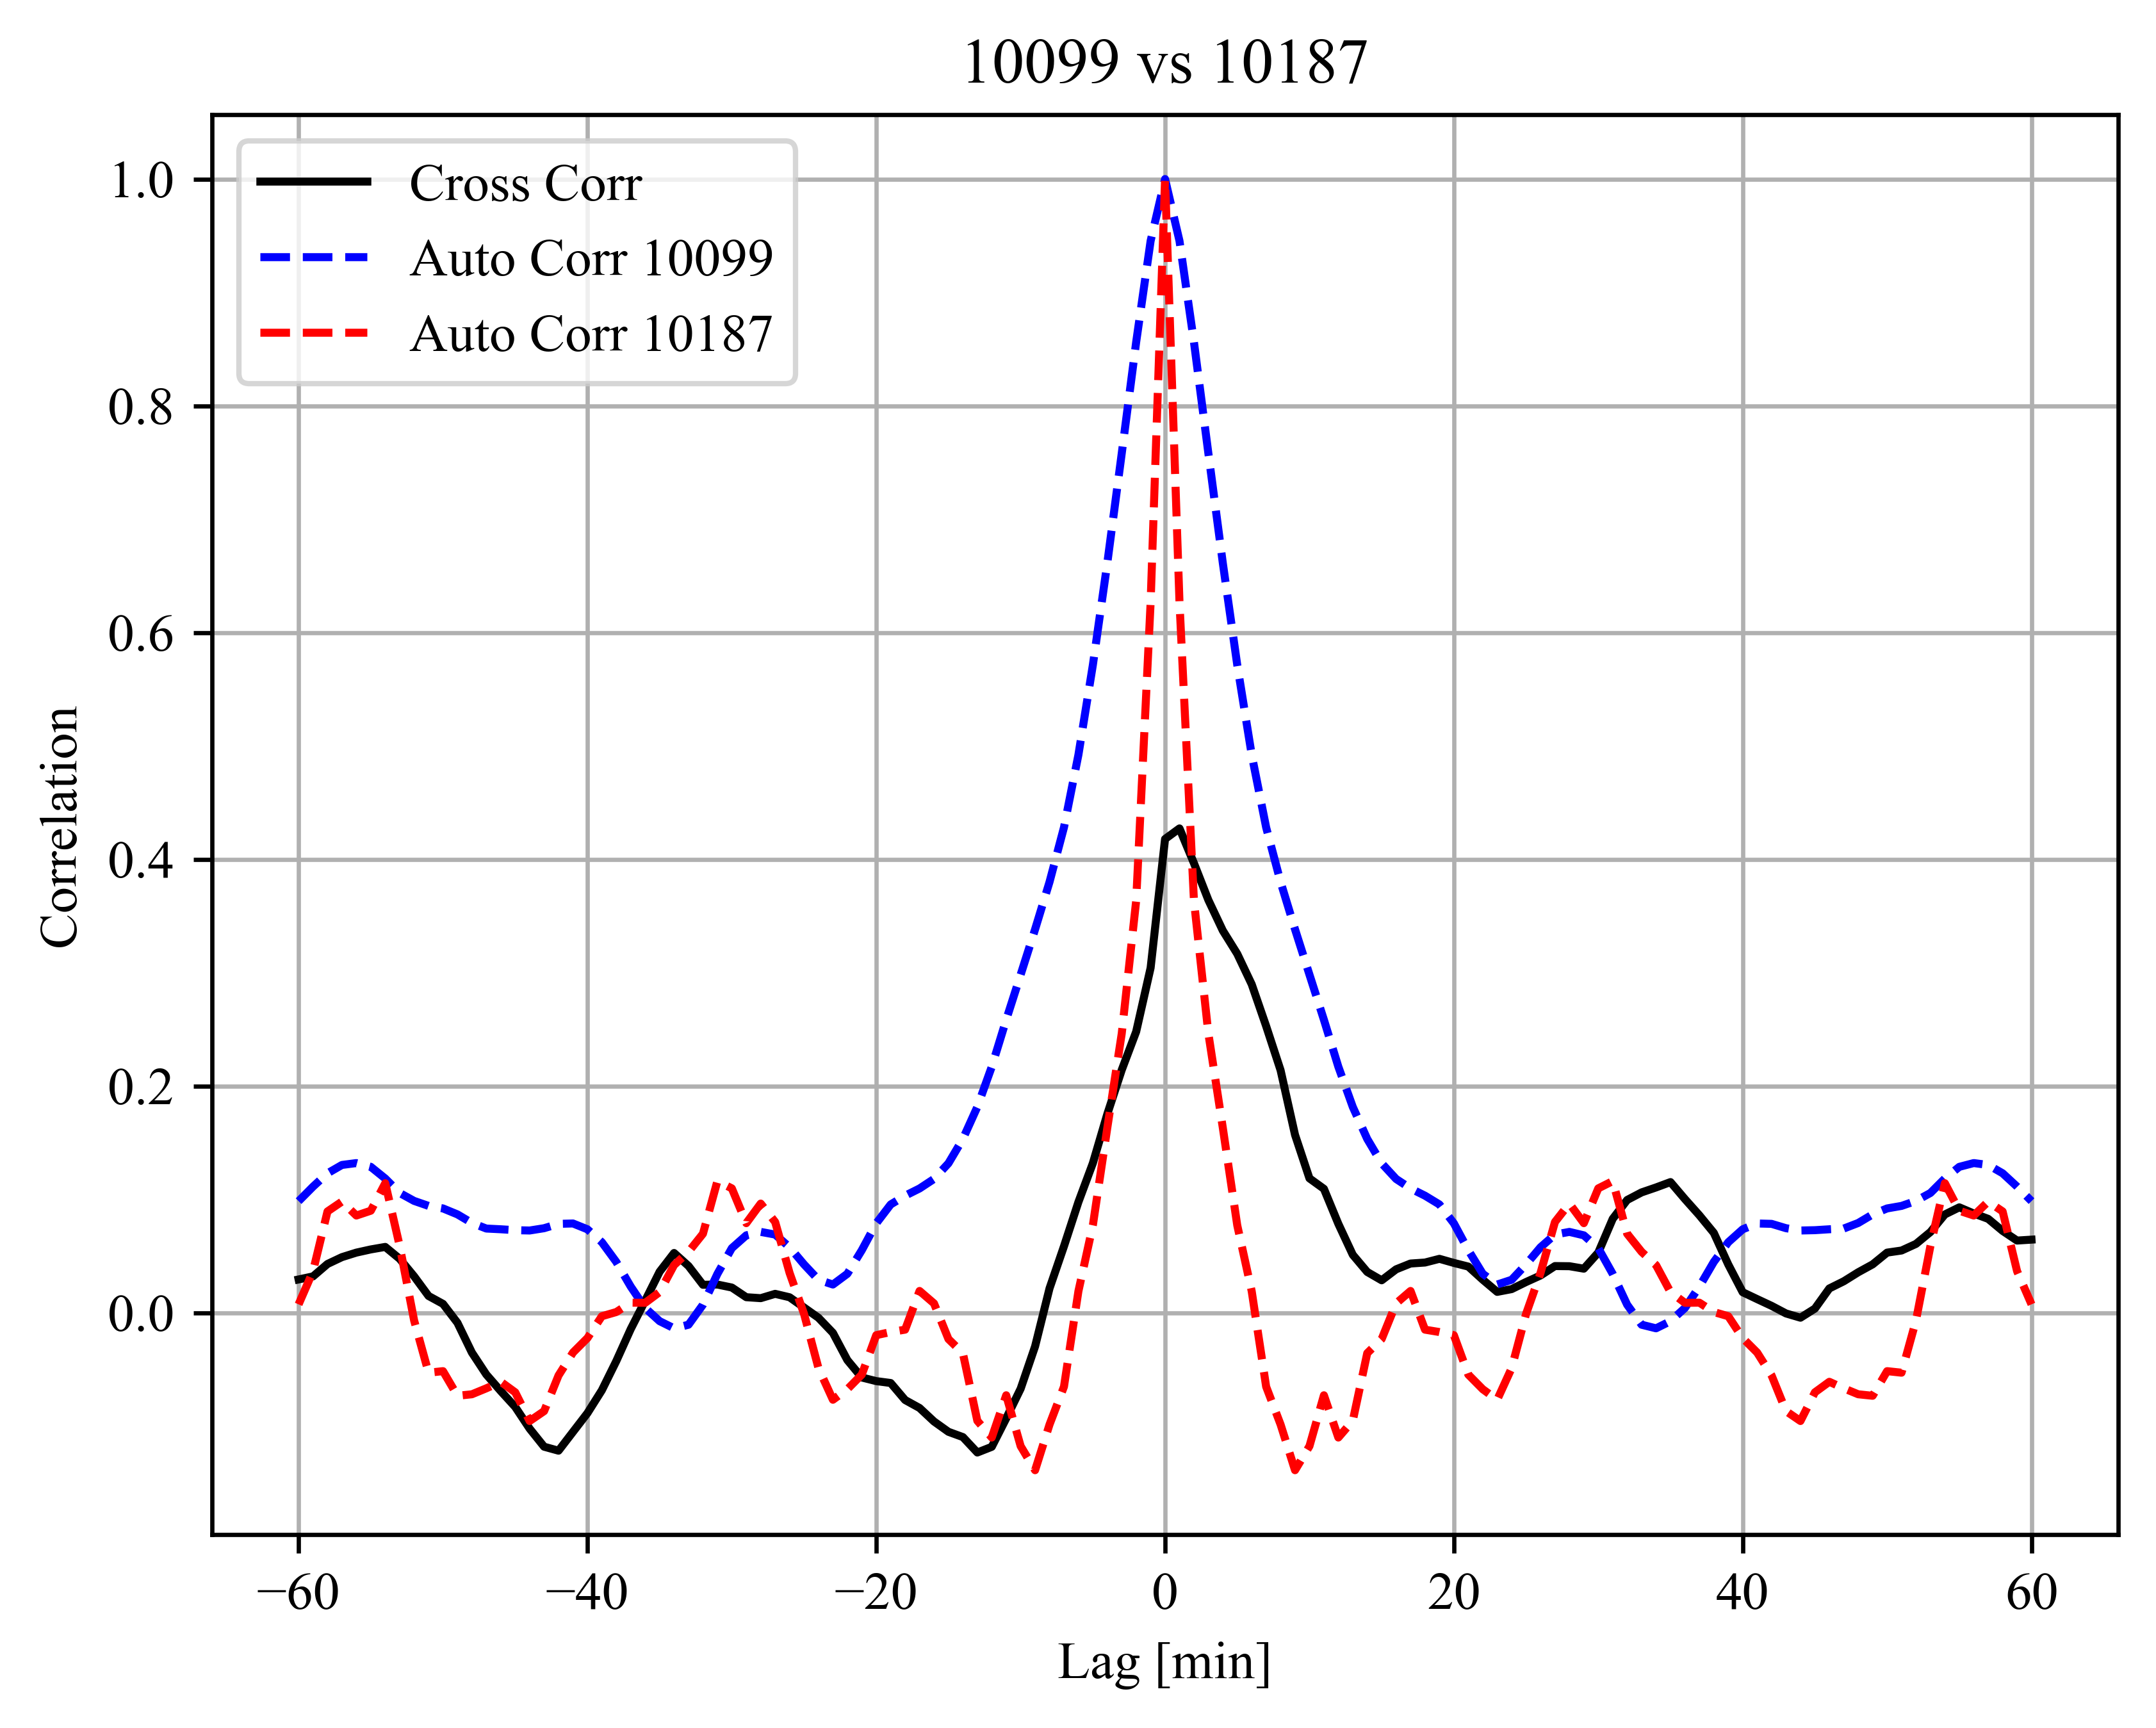 10099 vs 10187
Cross Corr
Auto Corr 10099
Auto Corr 10187
1.0
0.8
0.6
0.4
0.2
0.0
Correlation
−60 −40 −20 0 20 40 60
Lag [min]